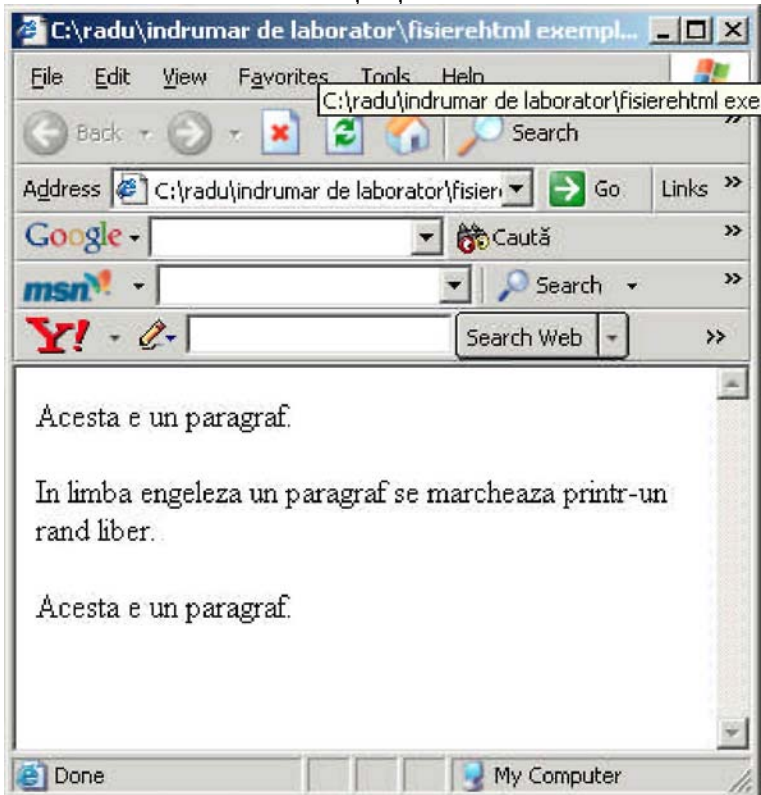 C:\radu\indrumar de laborator\fisierehtml exempl...
File Edit View Favorites Tools Help
C:\radu\indrumar de laborator\fisierehtml exe
Back Search
Address C:\radu\indrumar de laborator\fisier Go Links
Google Caută
msn Search
Y! Search Web
Acesta e un paragraf.
In limba engeleza un paragraf se marcheaza printr-un
rand liber.
Acesta e un paragraf.
Done My Computer